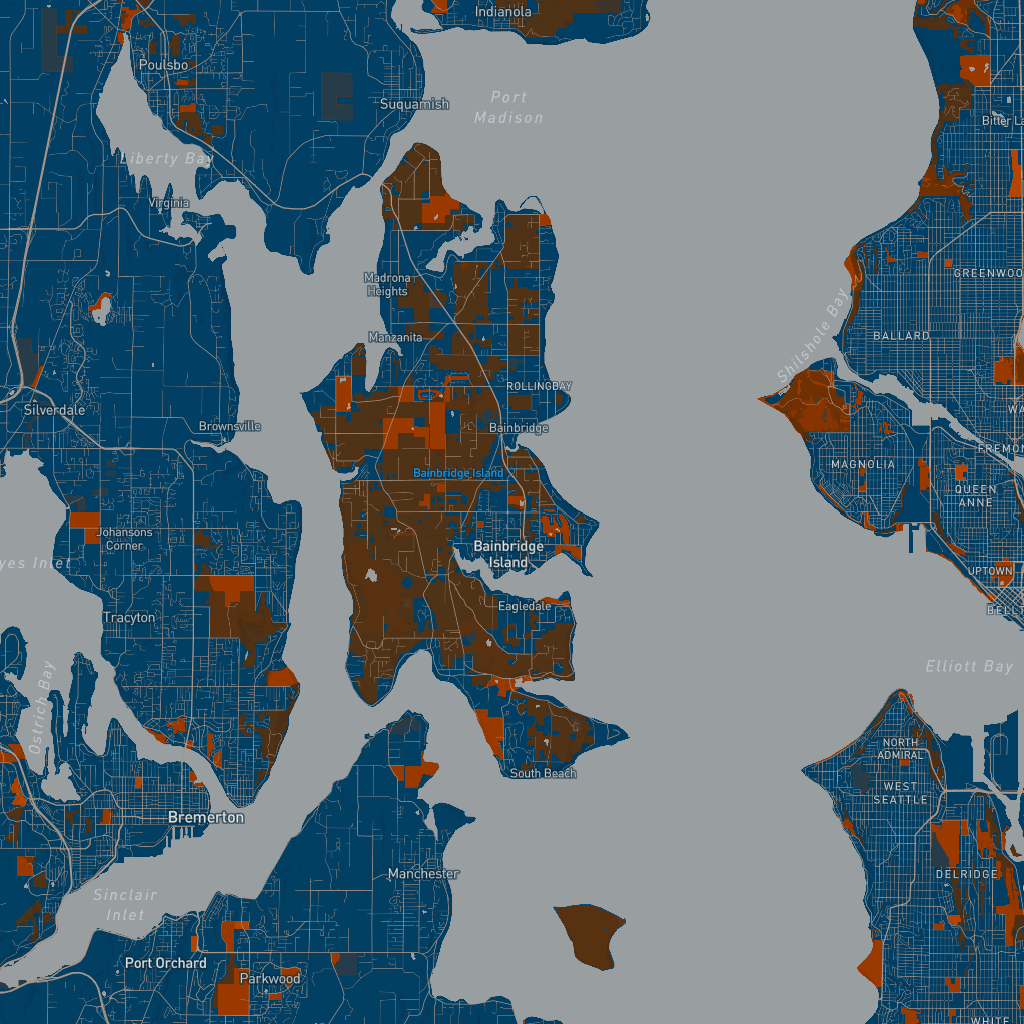 Indianola
Poulsbo
Port
Madison
Suquamish
Bitter La
Liberty Bay
Virginia
GREENWOO
Madrona
Heights
Manzanita
BALLARD
Shilshole Bay
ROLLINGBAY
Silverdale
WA
Brownsville
Bainbridge
FREMON
Bainbridge Island
MAGNOLIA
QUEEN
ANNE
Johansons
Corner
Bainbridge
Island
yes Inlet
UPTOWN
Eagledale
BELLT
Tracyton
Elliott Bay
Ostrich Bay
NORTH
ADMIRAL
South Beach
WEST
SEATTLE
Bremerton
Manchester
DELRIDGE
Sinclair
Inlet
Port Orchard
Parkwood
WHITE